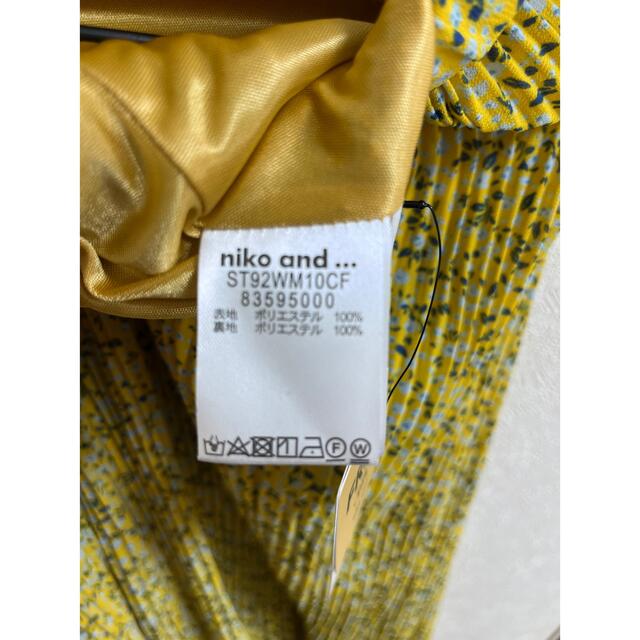 niko and ...
ST92WM10CF
83595000
表地 ポリエステル 100%
裏地 ポリエステル 100%
F W